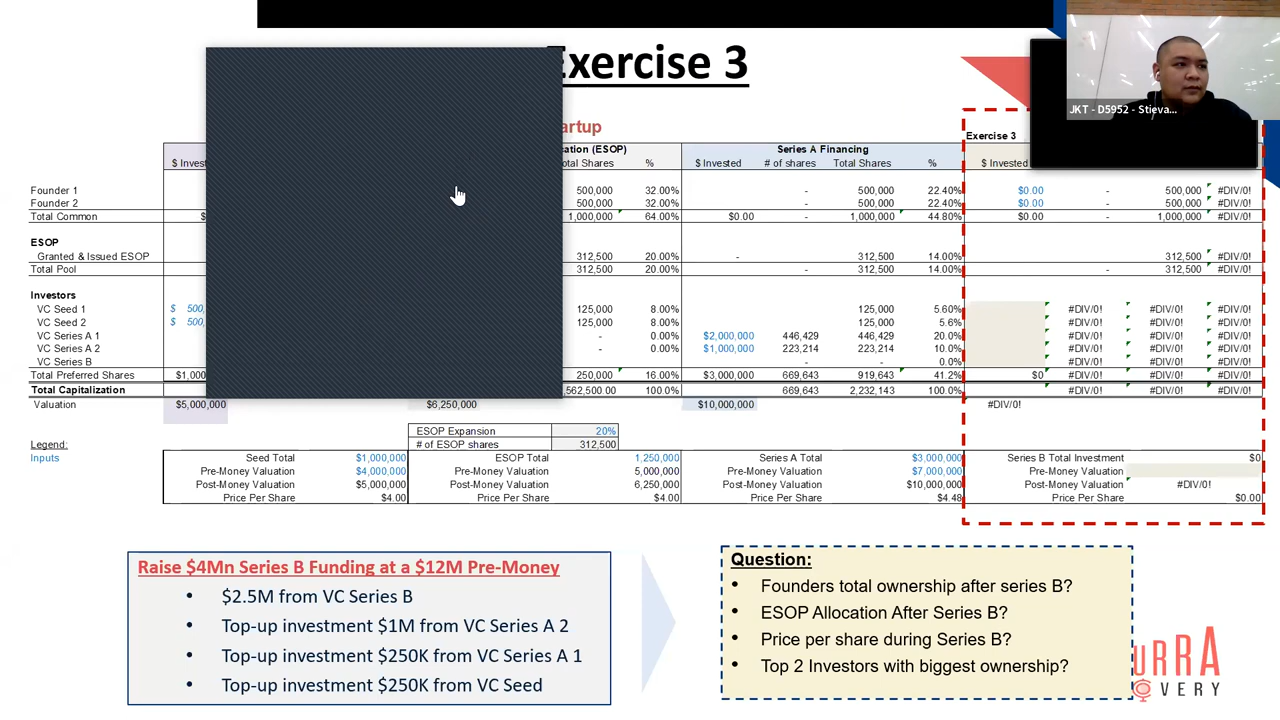 Exercise 3
JKT - D5952 - Stieva...
artup
Exercise 3
$ Invest ation (ESOP) Series A Financing
otal Shares % $ Invested # of shares Total Shares % $ Invested
Founder 1 500,000 32.00% - 500,000 22.40% $0.00 - 500,000 #DIV/0!
Founder 2 500,000 32.00% - 500,000 22.40% $0.00 - 500,000 #DIV/0!
Total Common $ 1,000,000 64.00% $0.00 - 1,000,000 44.80% $0.00 - 1,000,000 #DIV/0!
ESOP
Granted & Issued ESOP 312,500 20.00% - 312,500 14.00% 312,500 #DIV/0!
Total Pool 312,500 20.00% 312,500 14.00% - 312,500 #DIV/0!
Investors
VC Seed 1 $ 500, 125,000 8.00% 125,000 5.60% #DIV/0! #DIV/0! #DIV/0!
VC Seed 2 $ 500, 125,000 8.00% 125,000 5.6% #DIV/0! #DIV/0! #DIV/0!
VC Series A 1 - 0.00% $2,000,000 446,429 446,429 20.0% #DIV/0! #DIV/0! #DIV/0!
VC Series A 2 - 0.00% $1,000,000 223,214 223,214 10.0% #DIV/0! #DIV/0! #DIV/0!
VC Series B - - 0.0% #DIV/0! #DIV/0! #DIV/0!
Total Preferred Shares $1,000 250,000 16.00% $3,000,000 669,643 919,643 41.2% $0 #DIV/0! #DIV/0! #DIV/0!
Total Capitalization ,562,500.00 100.0% 669,643 2,232,143 100.0% #DIV/0! #DIV/0! #DIV/0!
Valuation $5,000,000 $6,250,000 $10,000,000 #DIV/0!
ESOP Expansion 20%
Legend: # of ESOP shares 312,500
Inputs Seed Total $1,000,000 ESOP Total 1,250,000 Series A Total $3,000,000 Series B Total Investment $0
Pre-Money Valuation $4,000,000 Pre-Money Valuation 5,000,000 Pre-Money Valuation $7,000,000 Pre-Money Valuation
Post-Money Valuation $5,000,000 Post-Money Valuation 6,250,000 Post-Money Valuation $10,000,000 Post-Money Valuation #DIV/0!
Price Per Share $4.00 Price Per Share $4.00 Price Per Share $4.48 Price Per Share $0.00
Raise $4Mn Series B Funding at a $12M Pre-Money
• $2.5M from VC Series B
• Top-up investment $1M from VC Series A 2
• Top-up investment $250K from VC Series A 1
• Top-up investment $250K from VC Seed
Question:
• Founders total ownership after series B?
• ESOP Allocation After Series B?
• Price per share during Series B?
• Top 2 Investors with biggest ownership?
URRA
VERY